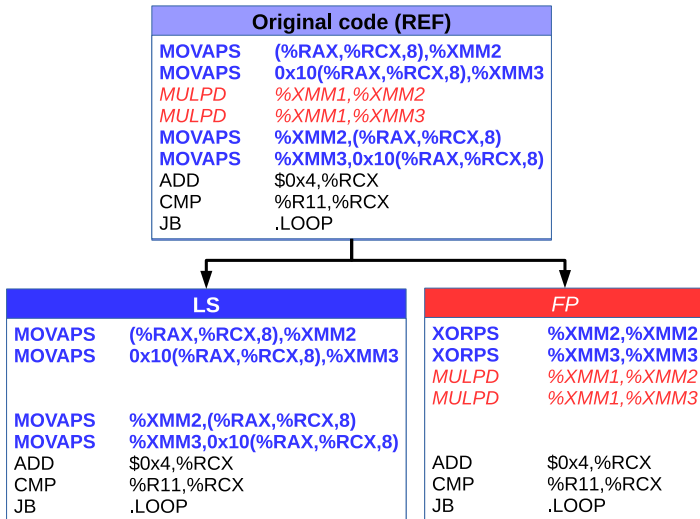 Original code (REF)
MOVAPS (%RAX,%RCX,8),%XMM2
MOVAPS 0x10(%RAX,%RCX,8),%XMM3
MULPD %XMM1,%XMM2
MULPD %XMM1,%XMM3
MOVAPS %XMM2,(%RAX,%RCX,8)
MOVAPS %XMM3,0x10(%RAX,%RCX,8)
ADD $0x4,%RCX
CMP %R11,%RCX
JB .LOOP
LS
MOVAPS (%RAX,%RCX,8),%XMM2
MOVAPS 0x10(%RAX,%RCX,8),%XMM3
MOVAPS %XMM2,(%RAX,%RCX,8)
MOVAPS %XMM3,0x10(%RAX,%RCX,8)
ADD $0x4,%RCX
CMP %R11,%RCX
JB .LOOP
FP
XORPS %XMM2,%XMM2
XORPS %XMM3,%XMM3
MULPD %XMM1,%XMM2
MULPD %XMM1,%XMM3
ADD $0x4,%RCX
CMP %R11,%RCX
JB .LOOP